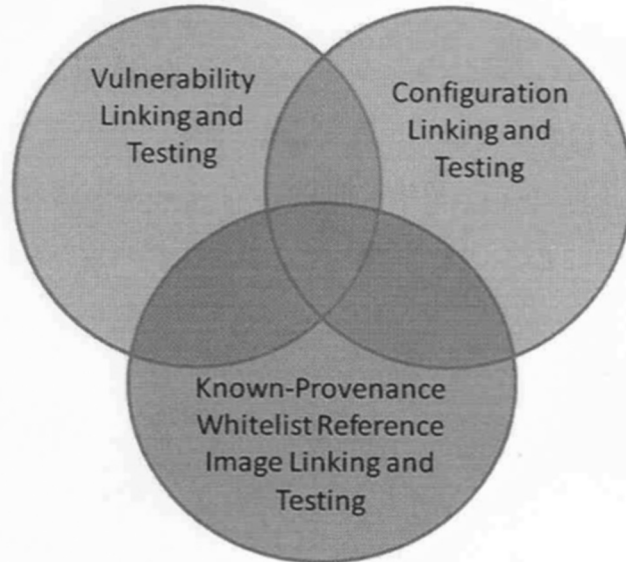 Vulnerability
Linking and
Testing
Configuration
Linking and
Testing
Known-Provenance
Whitelist Reference
Image Linking and
Testing